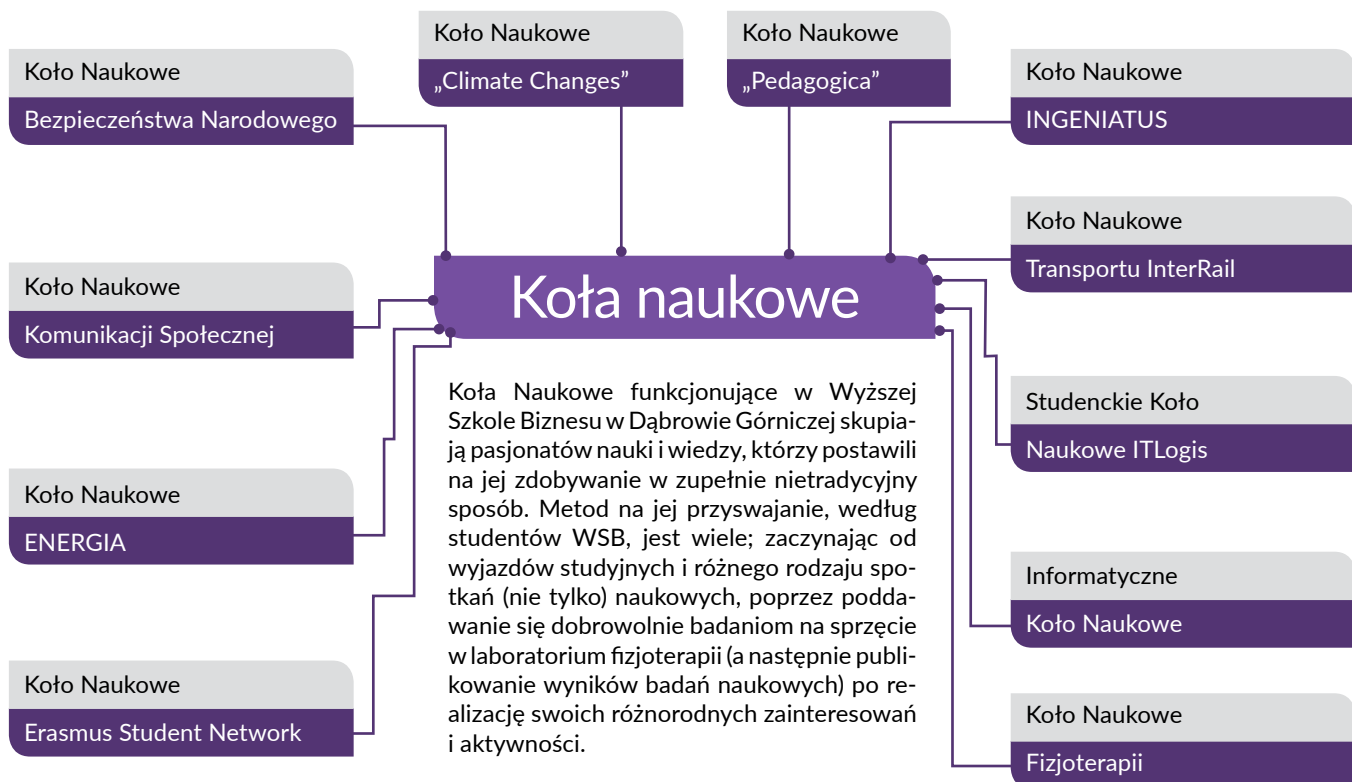 Koło Naukowe
„Climate Changes”
Koło Naukowe
„Pedagogica”
Koło Naukowe
Bezpieczeństwa Narodowego
Koło Naukowe
INGENIATUS
Koło Naukowe
Transportu InterRail
Koło Naukowe
Komunikacji Społecznej
Koła naukowe
Koła Naukowe funkcjonujące w Wyższej
Szkole Biznesu w Dąbrowie Górniczej skupia-
ją pasjonatów nauki i wiedzy, którzy postawili
na jej zdobywanie w zupełnie nietradycyjny
sposób. Metod na jej przyswajanie, według
studentów WSB, jest wiele; zaczynając od
wyjazdów studyjnych i różnego rodzaju spo-
tkań (nie tylko) naukowych, poprzez podda-
wanie się dobrowolnie badaniom na sprzęcie
w laboratorium fizjoterapii (a następnie publi-
kowanie wyników badań naukowych) po re-
alizację swoich różnorodnych zainteresowań
i aktywności.
Studenckie Koło
Naukowe ITLogis
Koło Naukowe
ENERGIA
Informatyczne
Koło Naukowe
Koło Naukowe
Erasmus Student Network
Koło Naukowe
Fizjoterapii